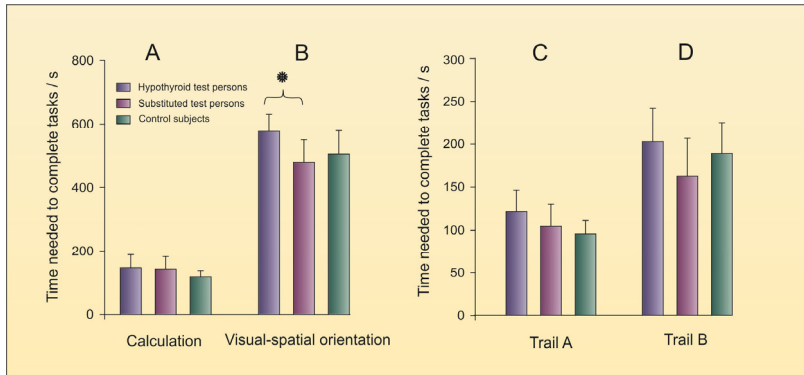 A
B
C
D
Time needed to complete tasks / s
800
600
400
200
0
Hypothyroid test persons
Substituted test persons
Control subjects
Calculation
Visual-spatial orientation
Time needed to complete tasks / s
300
250
200
150
100
50
0
Trail A
Trail B